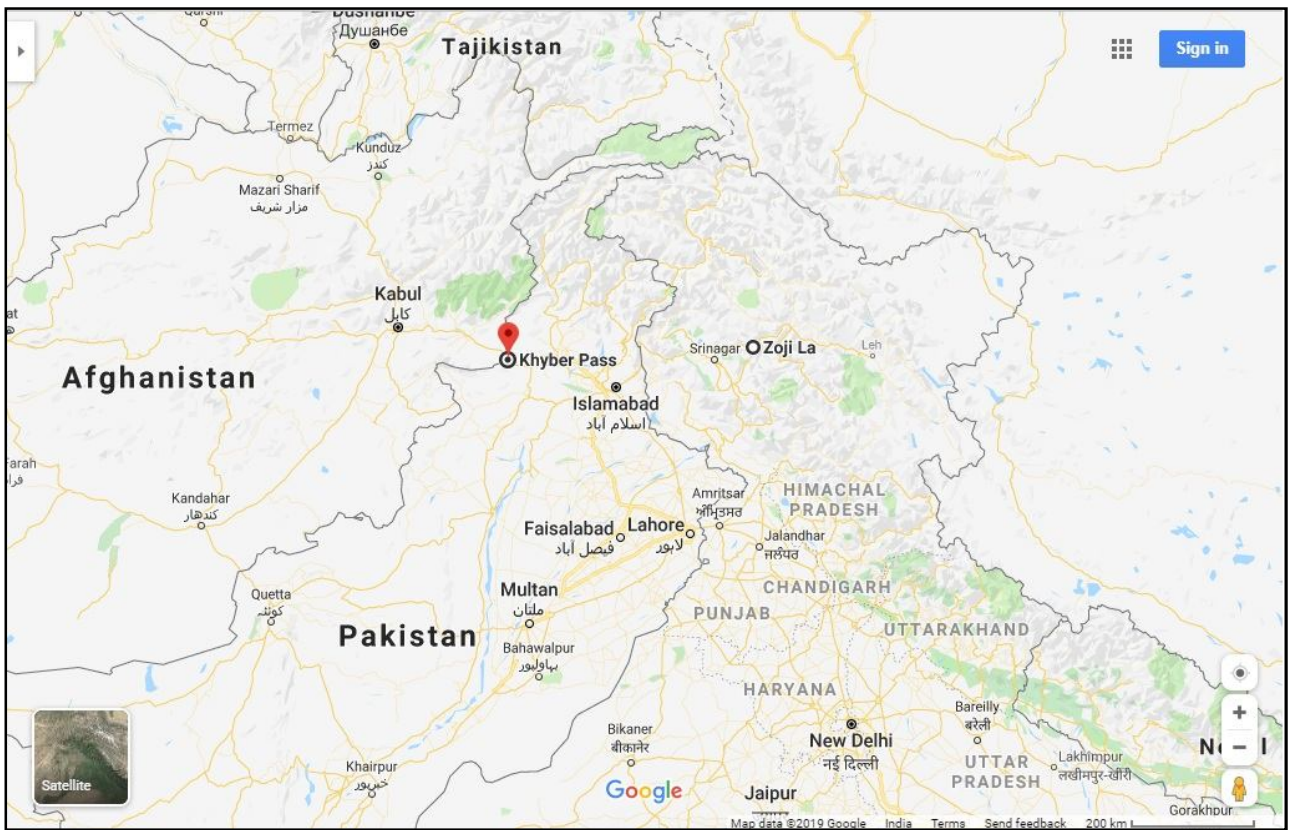 Dushanbe
Душанбе
Tajikistan
Sign in
Termez
Kunduz
کندز
Mazari Sharif
مزار شریف
Kabul
کابل
Khyber Pass
Srinagar
Zoji La
Leh
Afghanistan
Islamabad
اسلام آباد
Farah
Kandahar
کندهار
Amritsar
ਅੰਮ੍ਰਿਤਸਰ
HIMACHAL
PRADESH
Faisalabad
فیصل آباد
Lahore
لاہور
Jalandhar
ਜਲੰਧਰ
CHANDIGARH
Quetta
کوئٹہ
Multan
ملتان
PUNJAB
UTTARAKHAND
Pakistan
Bahawalpur
بہاولپور
HARYANA
Bikaner
बीकानेर
New Delhi
नई दिल्ली
Bareilly
बरेली
UTTAR
PRADESH
Lakhimpur
लखीमपुर-खीरी
Khairpur
خیرپور
Satellite
Google
Jaipur
Gorakhpur
Map data ©2019 Google India Terms Send feedback 200 km